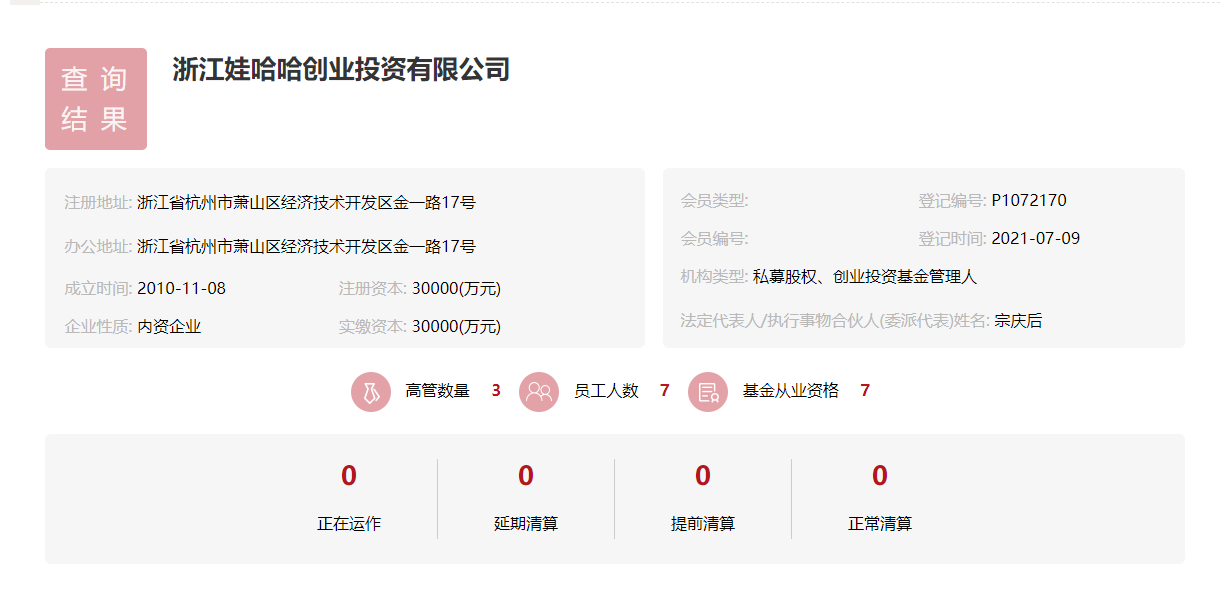 查 询
结 果
浙江娃哈哈创业投资有限公司
注册地址: 浙江省杭州市萧山区经济技术开发区金一路17号
办公地址: 浙江省杭州市萧山区经济技术开发区金一路17号
成立时间: 2010-11-08 注册资本: 30000(万元)
企业性质: 内资企业 实缴资本: 30000(万元)
会员类型: 登记编号: P1072170
会员编号: 登记时间: 2021-07-09
机构类型: 私募股权、创业投资基金管理人
法定代表人/执行事物合伙人(委派代表)姓名: 宗庆后
高管数量 3 员工人数 7 基金从业资格 7
0 0 0 0
正在运作 延期清算 提前清算 正常清算